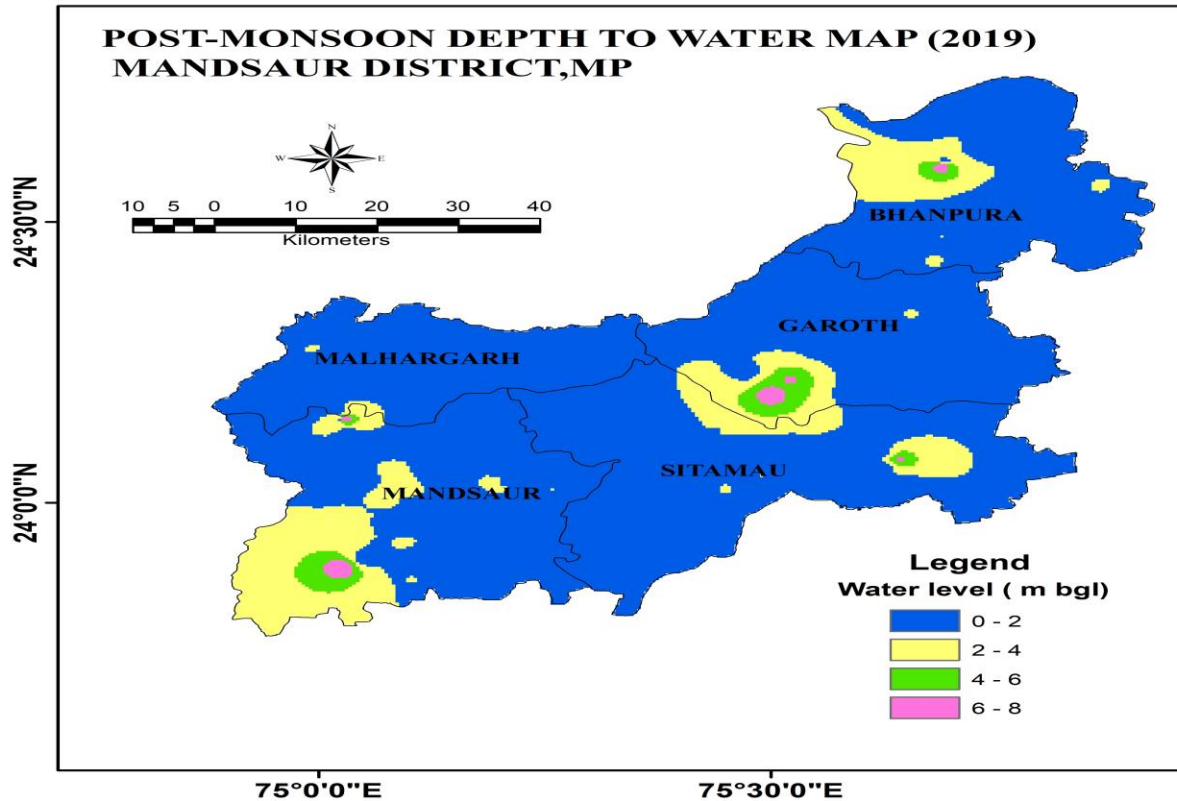 POST-MONSOON DEPTH TO WATER MAP (2019)
MANDSAUR DISTRICT,MP
N
W E
S
10 5 0 10 20 30 40
Kilometers
24°30'0"N
24°0'0"N
BHANPURA
GAROTH
MALHARGARH
SITAMAU
MANDSAUR
Legend
Water level ( m bgl)
0 - 2
2 - 4
4 - 6
6 - 8
75°0'0"E
75°30'0"E